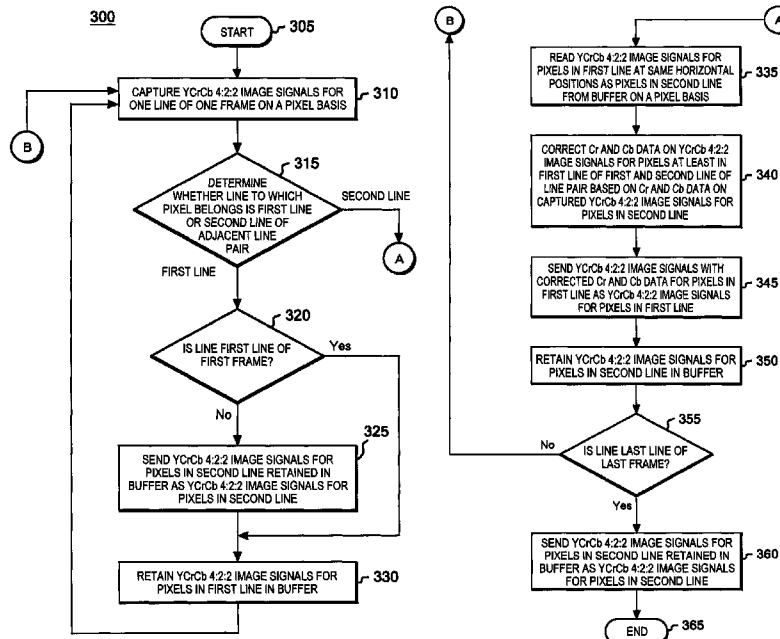 300
START
305
CAPTURE YCrCb 4:2:2 IMAGE SIGNALS FOR
ONE LINE OF ONE FRAME ON A PIXEL BASIS
310
B
315
DETERMINE
WHETHER LINE TO WHICH
PIXEL BELONGS IS FIRST LINE
OR SECOND LINE OF
ADJACENT LINE
PAIR
SECOND LINE
A
FIRST LINE
320
IS LINE FIRST LINE OF
FIRST FRAME?
Yes
No
325
SEND YCrCb 4:2:2 IMAGE SIGNALS FOR
PIXELS IN SECOND LINE RETAINED IN
BUFFER AS YCrCb 4:2:2 IMAGE SIGNALS FOR
PIXELS IN SECOND LINE
RETAIN YCrCb 4:2:2 IMAGE SIGNALS FOR
PIXELS IN FIRST LINE IN BUFFER
330
B
A
READ YCrCb 4:2:2 IMAGE SIGNALS FOR
PIXELS IN FIRST LINE AT SAME HORIZONTAL
POSITIONS AS PIXELS IN SECOND LINE
FROM BUFFER ON A PIXEL BASIS
335
CORRECT Cr AND Cb DATA ON YCrCb 4:2:2
IMAGE SIGNALS FOR PIXELS AT LEAST IN
FIRST LINE OF FIRST AND SECOND LINE OF
LINE PAIR BASED ON Cr AND Cb DATA ON
CAPTURED YCrCb 4:2:2 IMAGE SIGNALS FOR
PIXELS IN SECOND LINE
340
SEND YCrCb 4:2:2 IMAGE SIGNALS WITH
CORRECTED Cr AND Cb DATA FOR PIXELS IN
FIRST LINE AS YCrCb 4:2:2 IMAGE SIGNALS
FOR PIXELS IN FIRST LINE
345
RETAIN YCrCb 4:2:2 IMAGE SIGNALS FOR
PIXELS IN SECOND LINE IN BUFFER
350
355
IS LINE LAST LINE OF
LAST FRAME?
No
Yes
SEND YCrCb 4:2:2 IMAGE SIGNALS FOR
PIXELS IN SECOND LINE RETAINED IN
BUFFER AS YCrCb 4:2:2 IMAGE SIGNALS
FOR PIXELS IN SECOND LINE
360
END
365